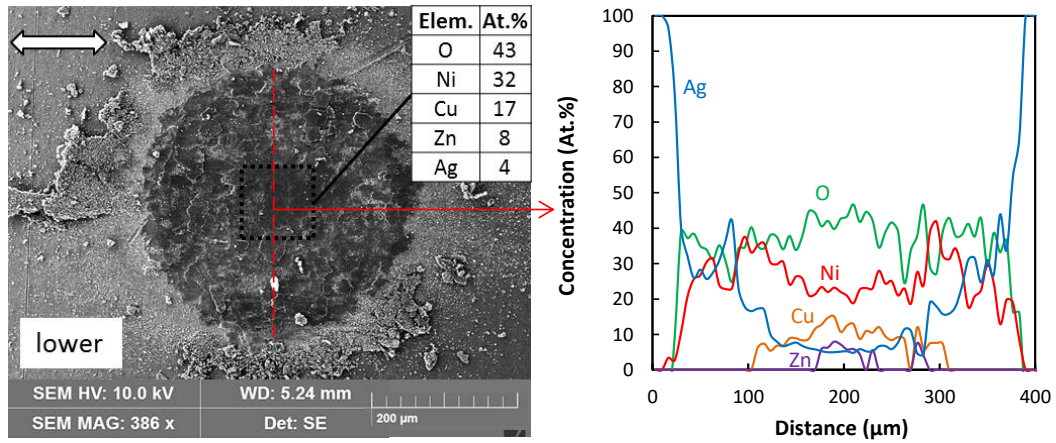 Elem. At.%
O 43
Ni 32
Cu 17
Zn 8
Ag 4
lower
SEM HV: 10.0 kV WD: 5.24 mm
SEM MAG: 386 x Det: SE 200 µm
Concentration (At.%)
100
90
80
70
60
50
40
30
20
10
0
Ag
O
Ni
Cu
Zn
0 100 200 300 400
Distance (µm)